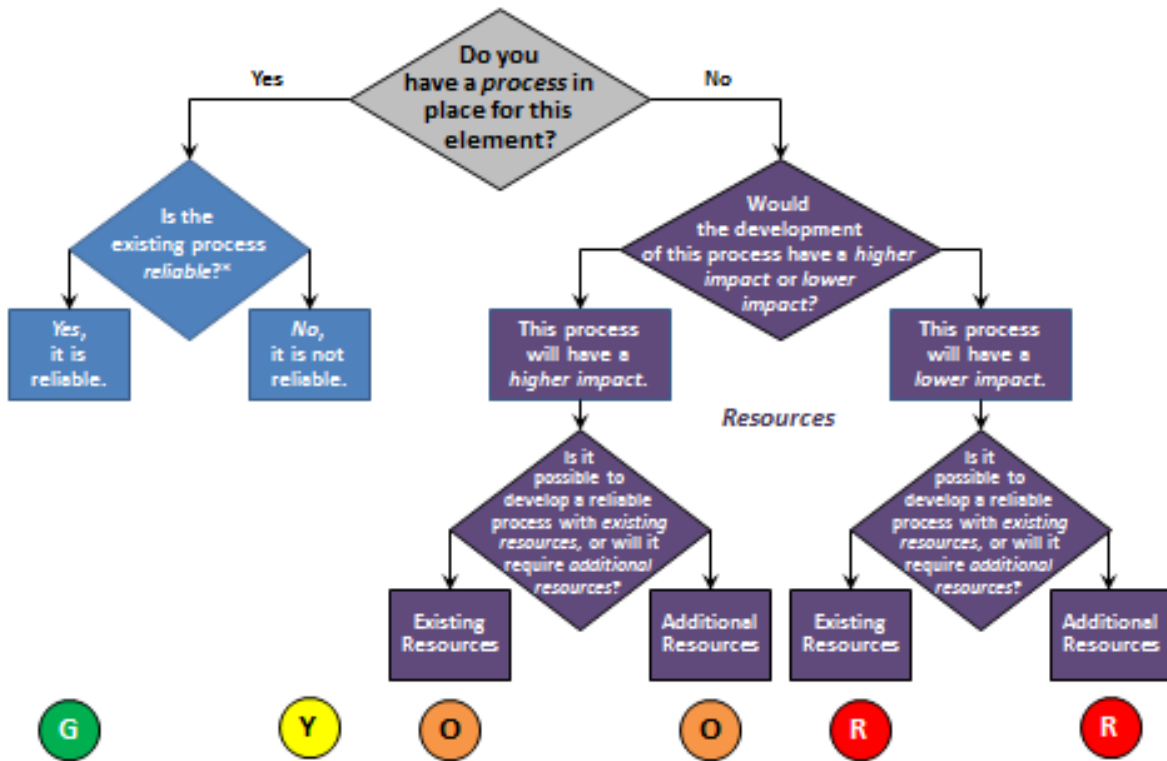 Do you
have a process in
place for this
element?
Yes
No
Is the
existing process
reliable?*
Would
the development
of this process have a higher
impact or lower
impact?
Yes,
it is
reliable.
No,
it is not
reliable.
This process
will have a
higher impact.
This process
will have a
lower impact.
Resources
Is it
possible to
develop a reliable
process with existing
resources, or will it
require additional
resources?
Is it
possible to
develop a reliable
process with existing
resources, or will it
require additional
resources?
Existing
Resources
Additional
Resources
Existing
Resources
Additional
Resources
G
Y
O
O
R
R